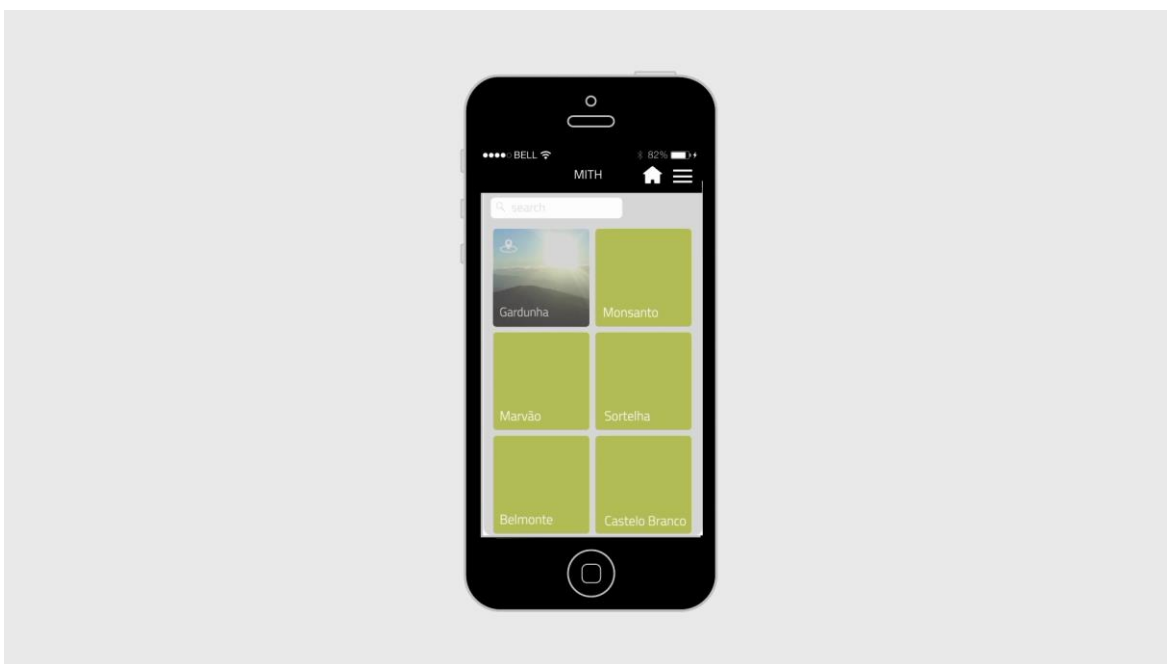 BELL 82%
MITH
search
Gardunha Monsanto
Marvão Sortelha
Belmonte Castelo Branco